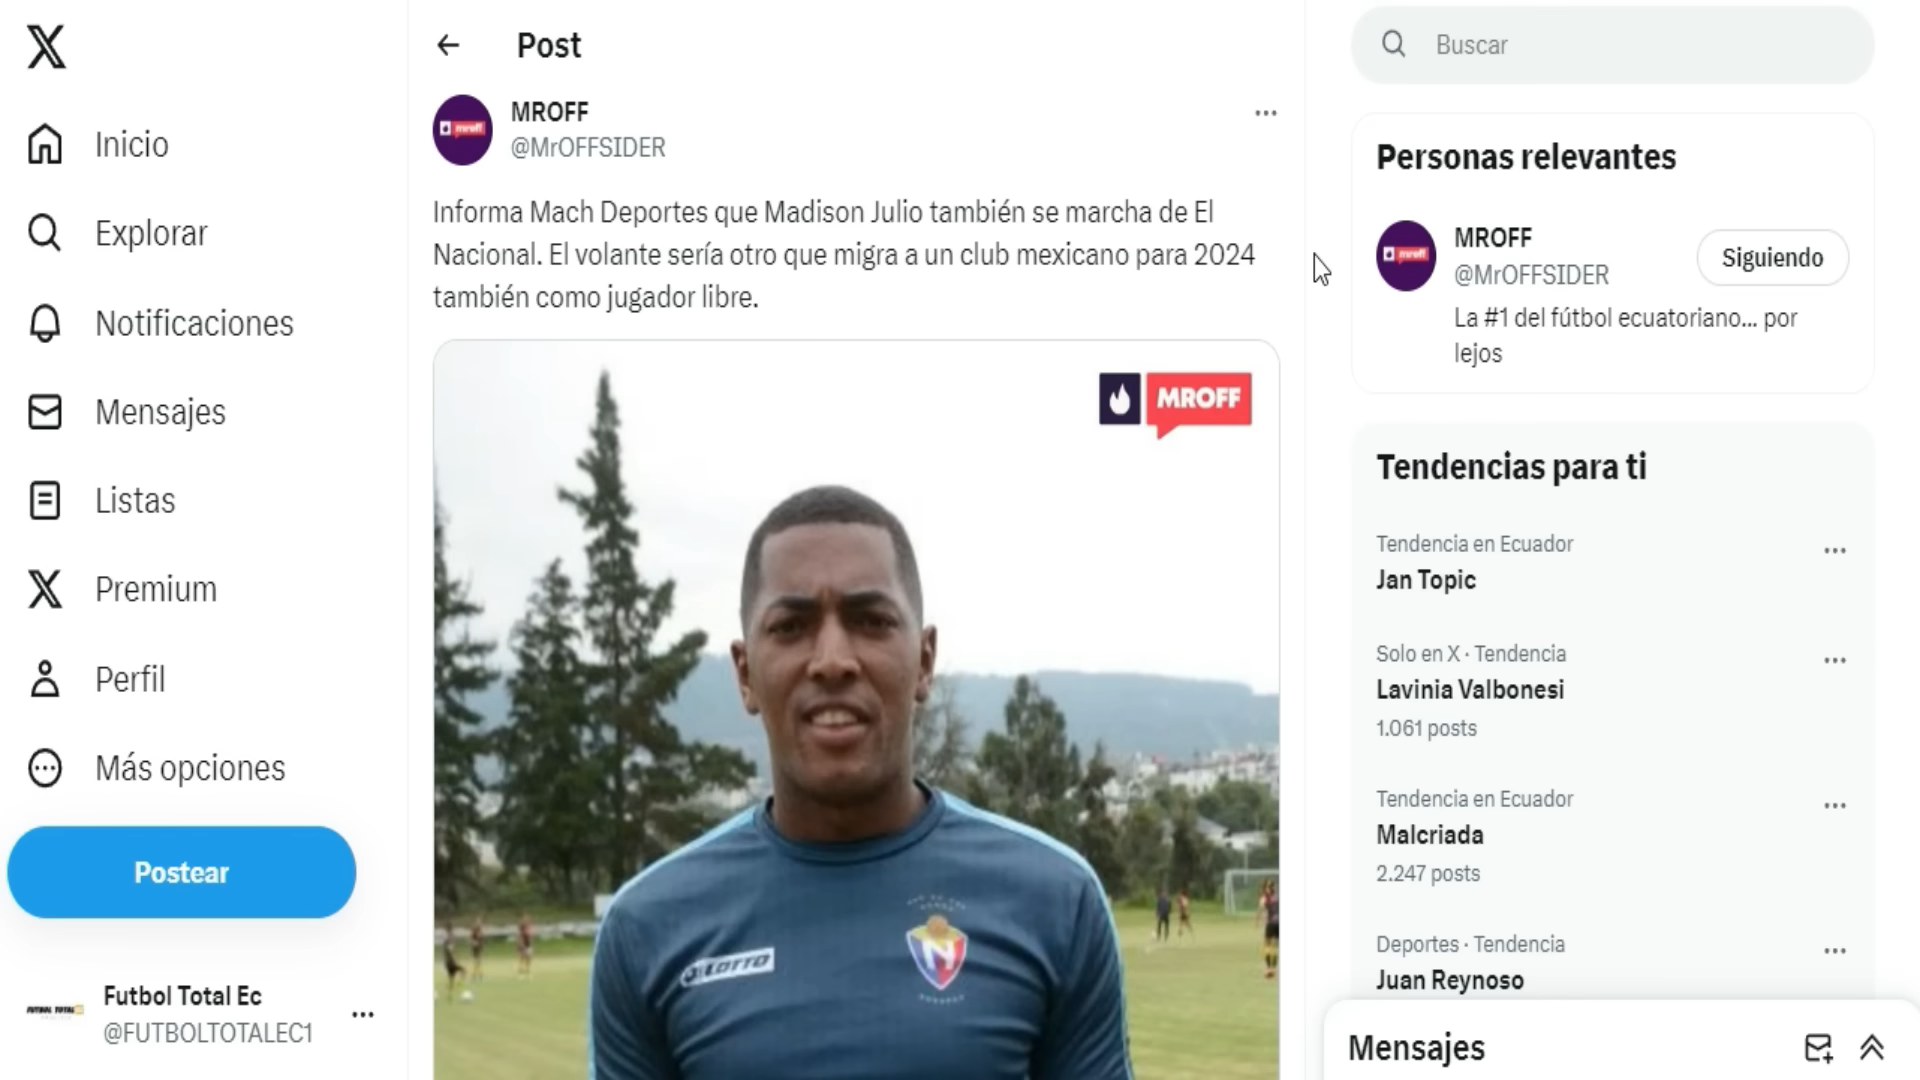 Inicio
Explorar
Notificaciones
Mensajes
Listas
Premium
Perfil
Más opciones
Postear
Futbol Total Ec
@FUTBOLTOTALEC1
Post
mroff
MROFF
@MrOFFSIDER
Informa Mach Deportes que Madison Julio también se marcha de El
Nacional. El volante sería otro que migra a un club mexicano para 2024
también como jugador libre.
MROFF
LOTTO
N
Buscar
Personas relevantes
mroff
MROFF
@MrOFFSIDER
Siguiendo
La #1 del fútbol ecuatoriano... por
lejos
Tendencias para ti
Tendencia en Ecuador
Jan Topic
Solo en X · Tendencia
Lavinia Valbonesi
1.061 posts
Tendencia en Ecuador
Malcriada
2.247 posts
Deportes · Tendencia
Juan Reynoso
Mensajes